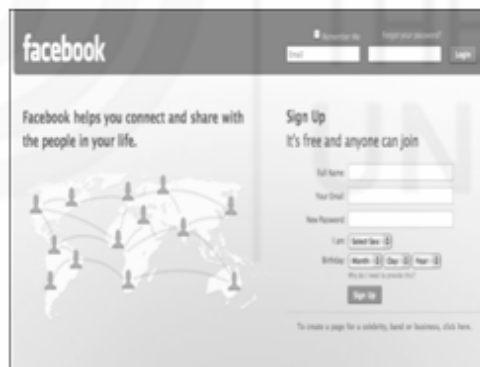 facebook
Remember Me Forgot your password?
Email
Login
Facebook helps you connect and share with
the people in your life.
Sign Up
It's free and anyone can join
Full Name:
Your Email:
New Password:
I am: Select Sex:
Birthday: Month: Day: Year:
Why do I need to provide this?
Sign Up
To create a page for a celebrity, band or business, click here.
UN